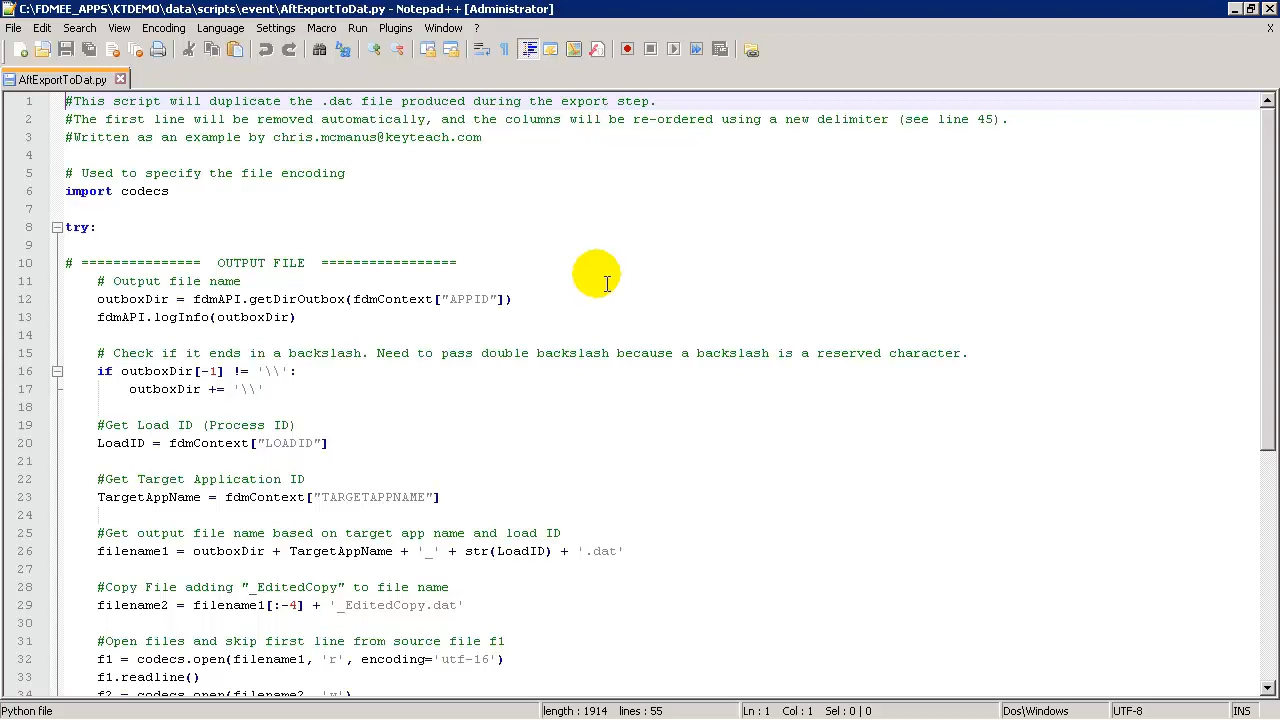 C:\FDMEE_APPS\KTDEMO\data\scripts\event\AftExportToDat.py - Notepad++ [Administrator]
File Edit Search View Encoding Language Settings Macro Run Plugins Window ? X
AftExportToDat.py
1 #This script will duplicate the .dat file produced during the export step.
2 #The first line will be removed automatically, and the columns will be re-ordered using a new delimiter (see line 45).
3 #Written as an example by chris.mcmanus@keyteach.com
4
5 # Used to specify the file encoding
6 import codecs
7
8 try:
9
10 # =============== OUTPUT FILE =================
11 # Output file name
12 outboxDir = fdmAPI.getDirOutbox(fdmContext["APPID"])
13 fdmAPI.logInfo(outboxDir)
14
15 # Check if it ends in a backslash. Need to pass double backslash because a backslash is a reserved character.
16 if outboxDir[-1] != '\\':
17 outboxDir += '\\'
18
19 #Get Load ID (Process ID)
20 LoadID = fdmContext["LOADID"]
21
22 #Get Target Application ID
23 TargetAppName = fdmContext["TARGETAPPNAME"]
24
25 #Get output file name based on target app name and load ID
26 filename1 = outboxDir + TargetAppName + '_' + str(LoadID) + '.dat'
27
28 #Copy File adding "_EditedCopy" to file name
29 filename2 = filename1[:-4] + '_EditedCopy.dat'
30
31 #Open files and skip first line from source file f1
32 f1 = codecs.open(filename1, 'r', encoding='utf-16')
33 f1.readline()
34 f2 = codecs.open(filename2, 'w')
Python file length : 1914 lines : 55 Ln : 1 Col : 1 Sel : 0 | 0 Dos\Windows UTF-8 INS